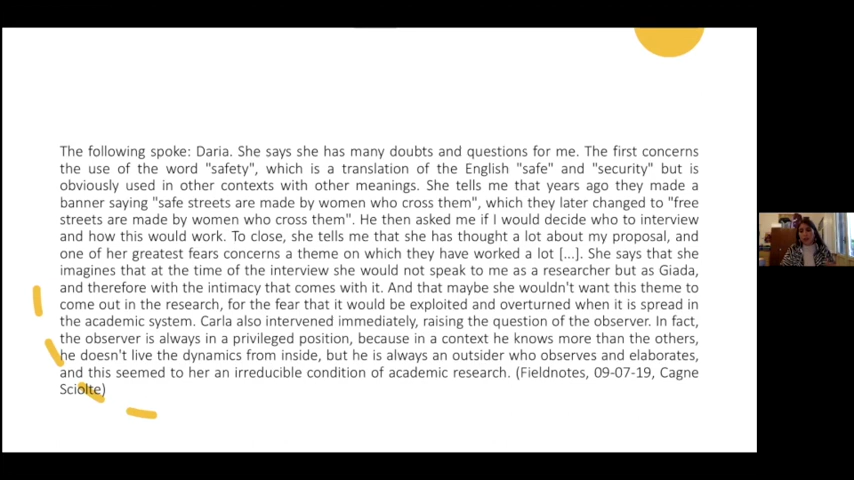 The following spoke: Daria. She says she has many doubts and questions for me. The first concerns
the use of the word "safety", which is a translation of the English "safe" and "security" but is
obviously used in other contexts with other meanings. She tells me that years ago they made a
banner saying "safe streets are made by women who cross them", which they later changed to "free
streets are made by women who cross them". He then asked me if I would decide who to interview
and how this would work. To close, she tells me that she has thought a lot about my proposal, and
one of her greatest fears concerns a theme on which they have worked a lot [...]. She says that she
imagines that at the time of the interview she would not speak to me as a researcher but as Giada,
and therefore with the intimacy that comes with it. And that maybe she wouldn't want this theme to
come out in the research, for the fear that it would be exploited and overturned when it is spread in
the academic system. Carla also intervened immediately, raising the question of the observer. In fact,
the observer is always in a privileged position, because in a context he knows more than the others,
he doesn't live the dynamics from inside, but he is always an outsider who observes and elaborates,
and this seemed to her an irreducible condition of academic research. (Fieldnotes, 09-07-19, Cagne
Sciolte)